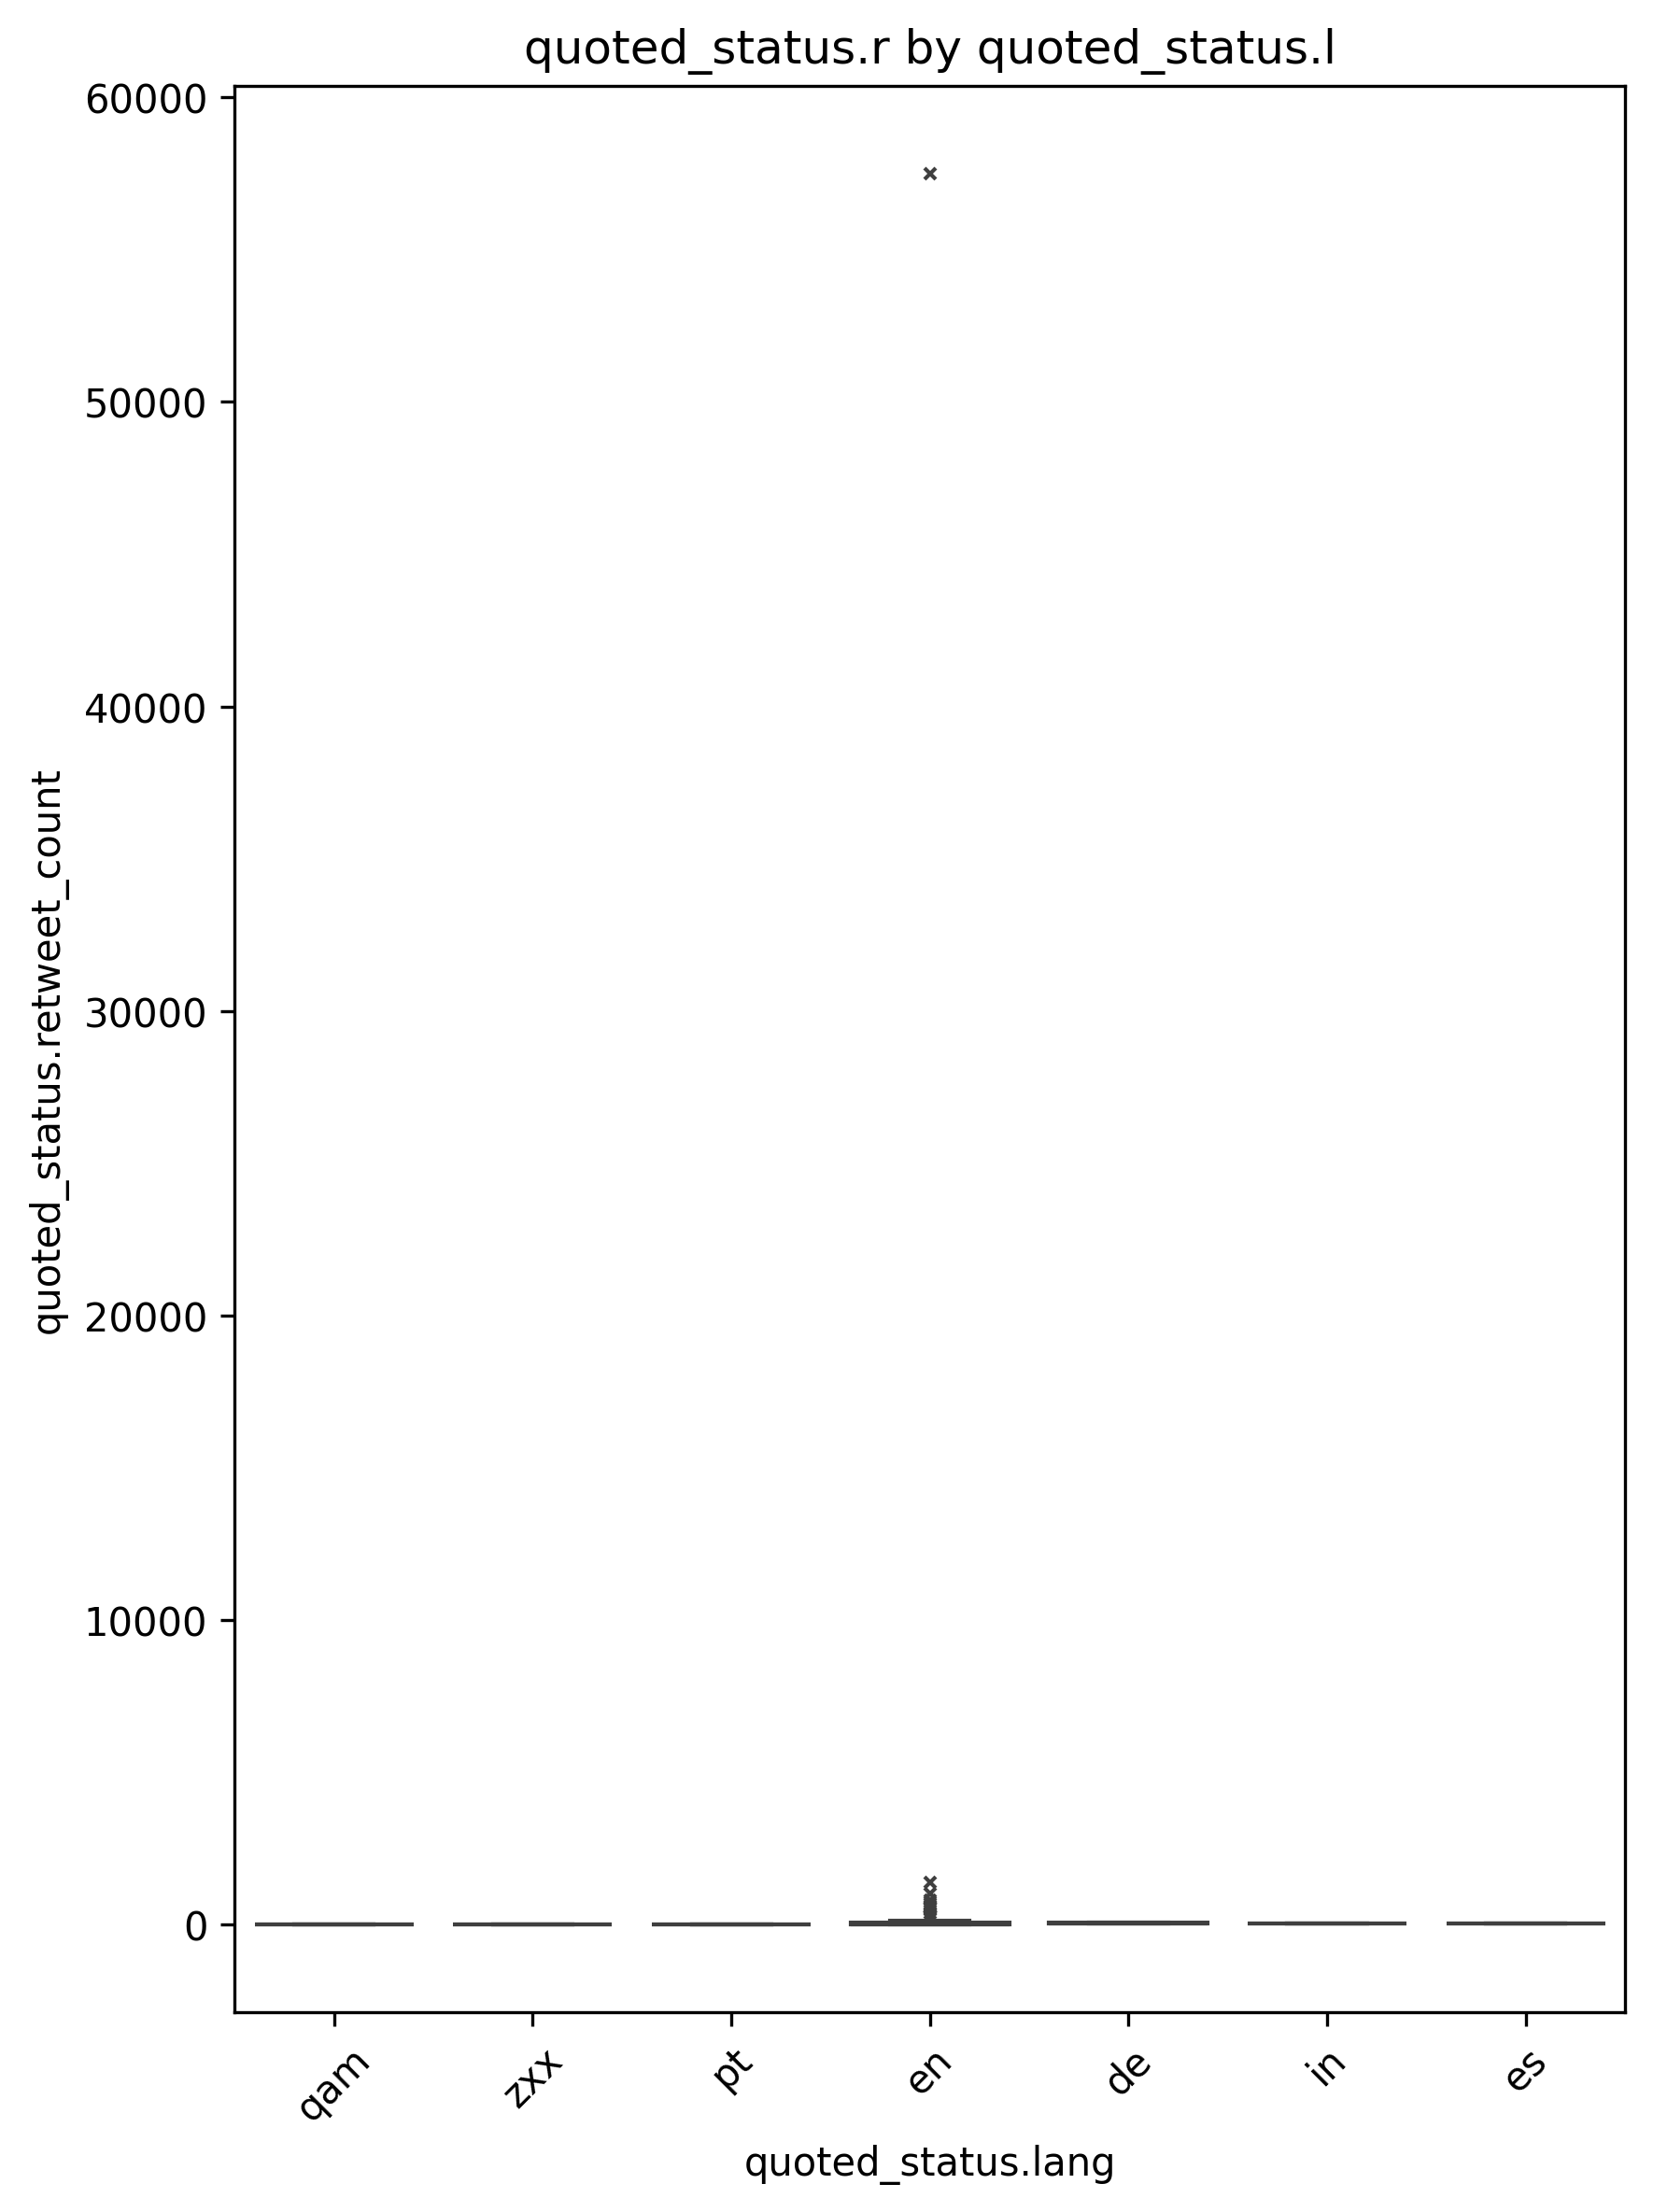 quoted_status.r by quoted_status.l
60000
50000
40000
30000
20000
10000
0
quoted_status.retweet_count
qam
zxx
pt
en
de
in
es
quoted_status.lang